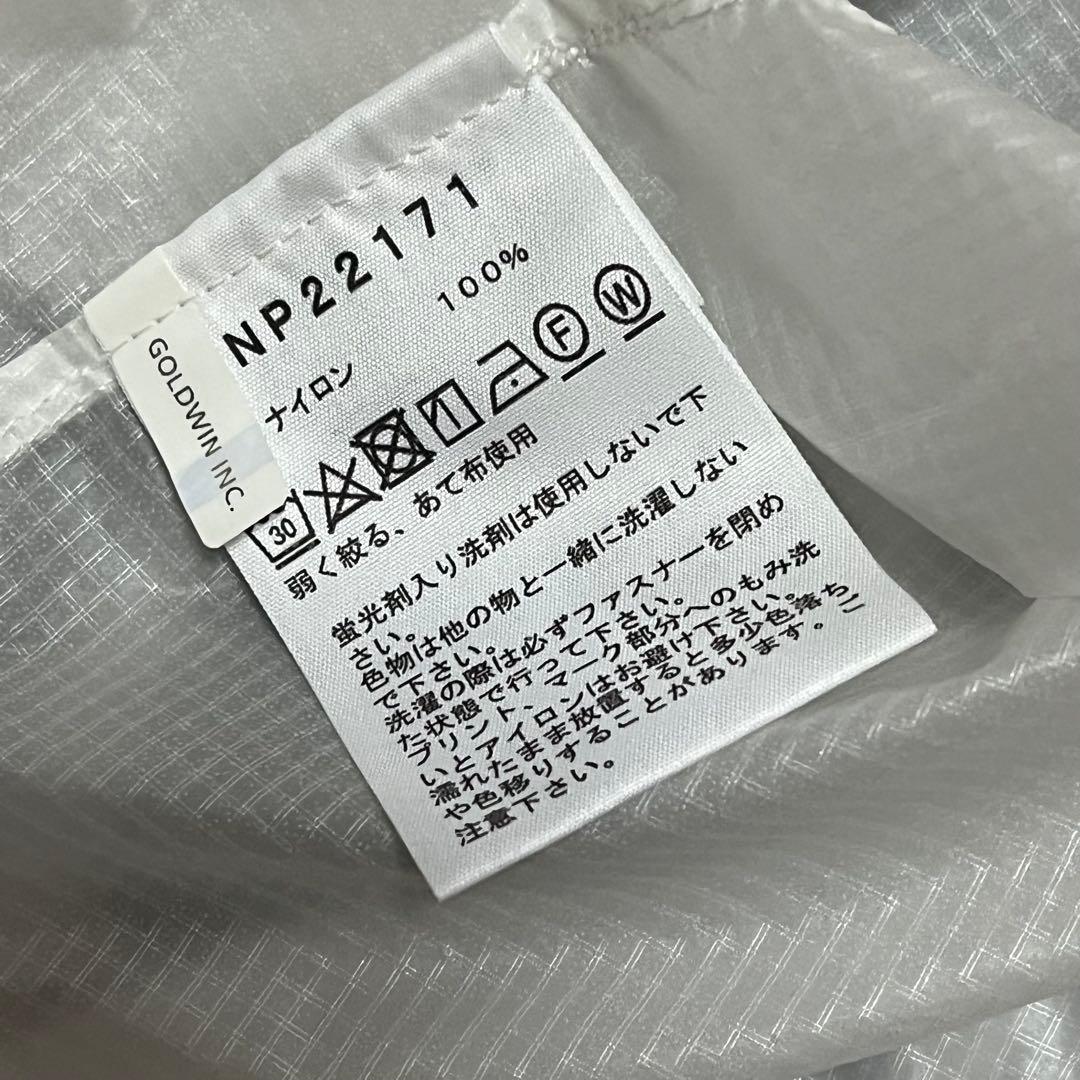 NP22171
ナイロン 100%
30 F W
弱く絞る、あて布使用
蛍光剤入り洗剤は使用しないで下
さい。
色物は他の物と一緒に洗濯しない
で下さい。
洗濯の際は必ずファスナーを閉め
た状態で行って下さい。
プリント、マーク部分へのもみ洗
いとアイロンはお避け下さい。
濡れたまま放置すると多少色落ち
や色移りすることがあります。ご
注意下さい。
GOLDWIN INC.